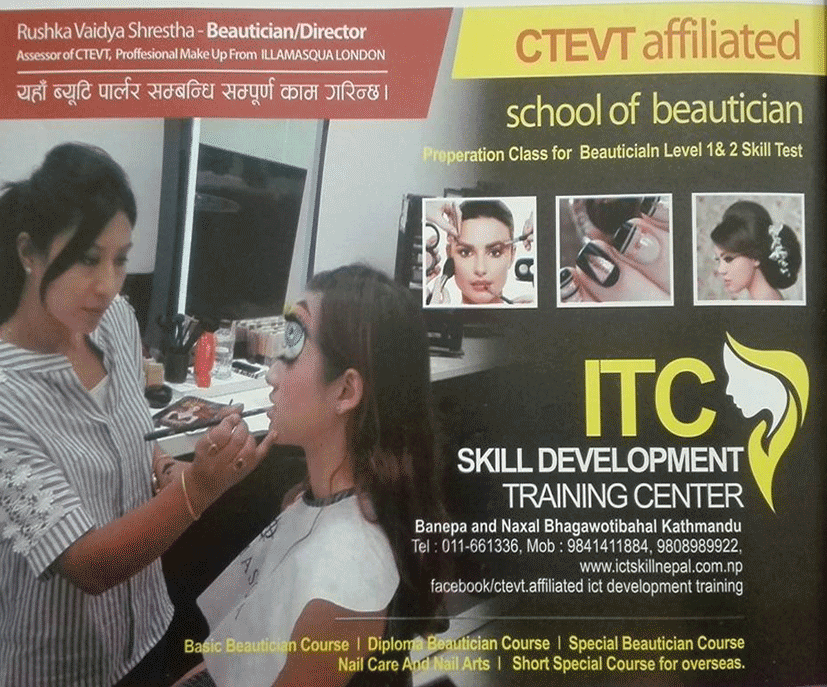 Rushka Vaidya Shrestha - Beautician/Director
Assessor of CTEVT, Proffesional Make Up From ILLAMASQUA LONDON
यहाँ ब्यूटि पार्लर सम्बन्धि सम्पूर्ण काम गरिन्छ।
CTEVT affiliated
school of beautician
Preperation Class for Beauticialn Level 1& 2 Skill Test
ITC
SKILL DEVELOPMENT
TRAINING CENTER
Banepa and Naxal Bhagawotibahal Kathmandu
Tel : 011-661336, Mob : 9841411884, 9808989922,
www.ictskillnepal.com.np
facebook/ctevt.affiliated ict development training
Basic Beautician Course | Diploma Beautician Course | Special Beautician Course
Nail Care And Nail Arts | Short Special Course for overseas.